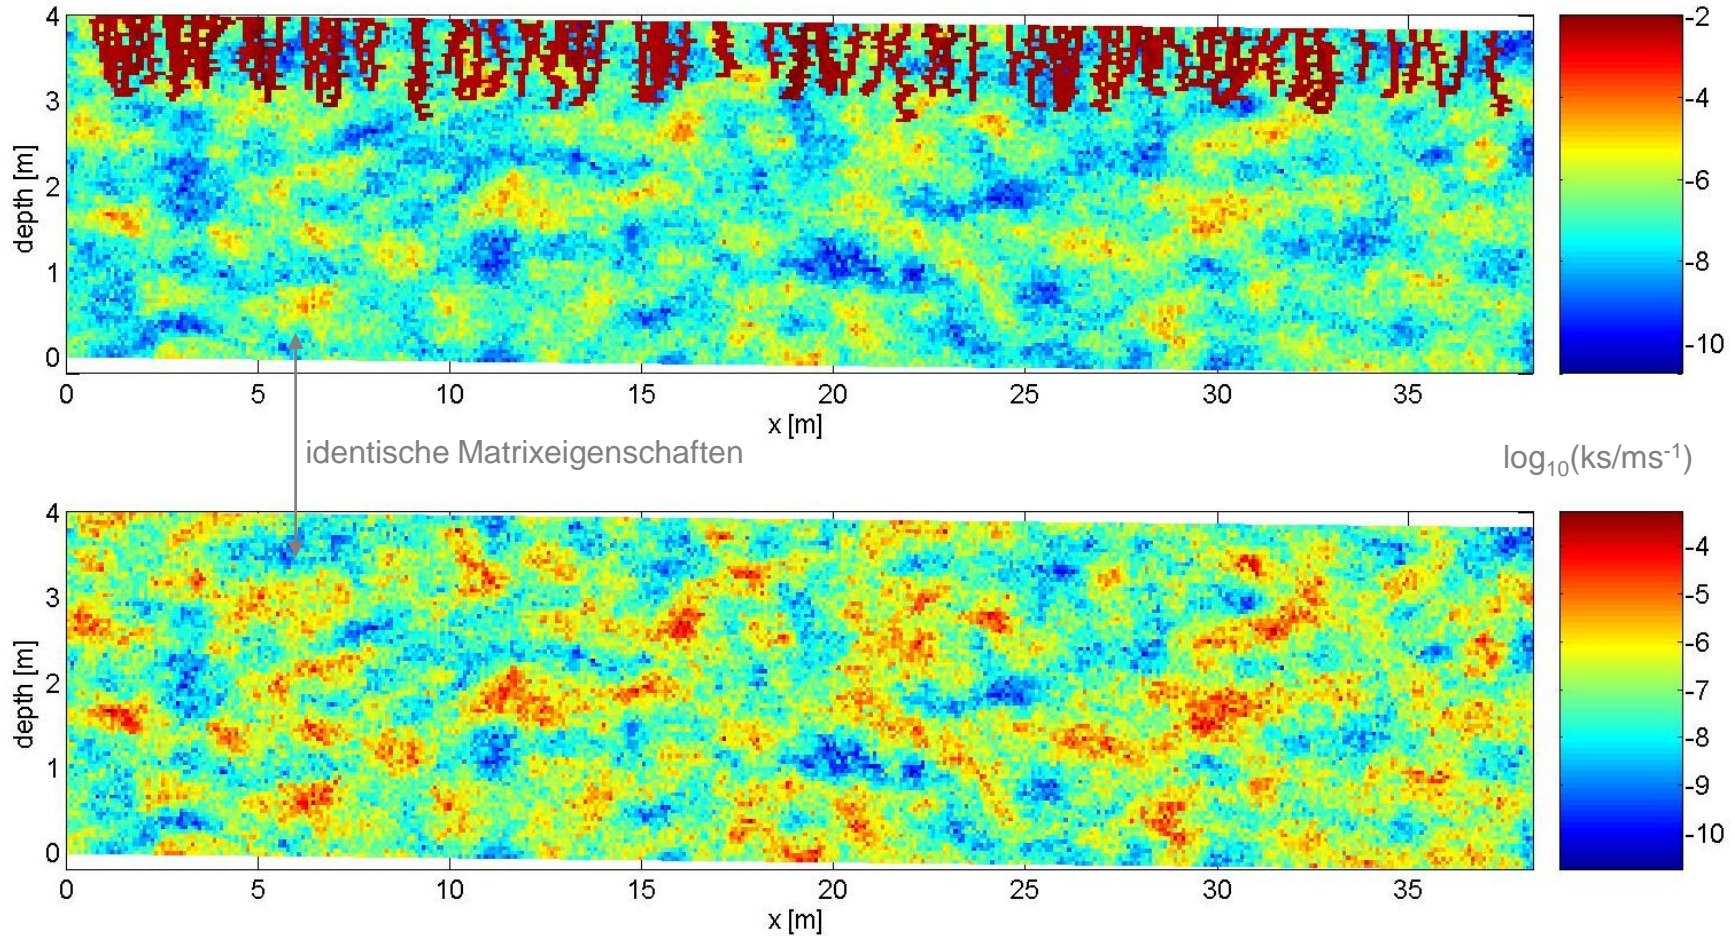 4
3
2
1
0
depth [m]
0 5 10 15 20 25 30 35
x [m]
-2
-4
-6
-8
-10
identische Matrixeigenschaften
log₁₀(ks/ms⁻¹)
4
3
2
1
0
depth [m]
0 5 10 15 20 25 30 35
x [m]
-4
-5
-6
-7
-8
-9
-10